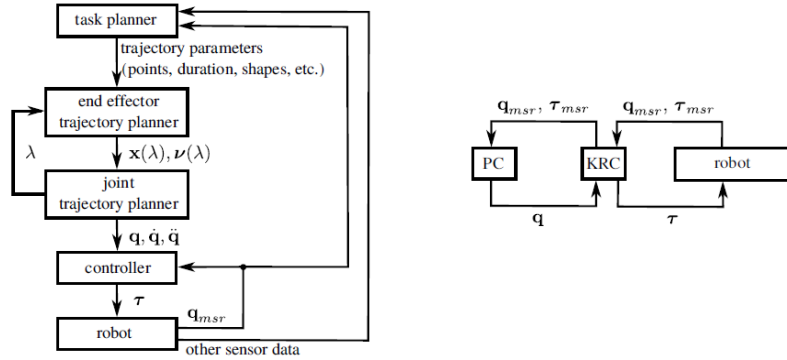 task planner
trajectory parameters
(points, duration, shapes, etc.)
end effector
trajectory planner
λ
x(λ), ν(λ)
joint
trajectory planner
q, q̇, q̈
controller
τ
q_msr
robot
other sensor data
q_msr, τ_msr
q_msr, τ_msr
PC
KRC
robot
q
τ